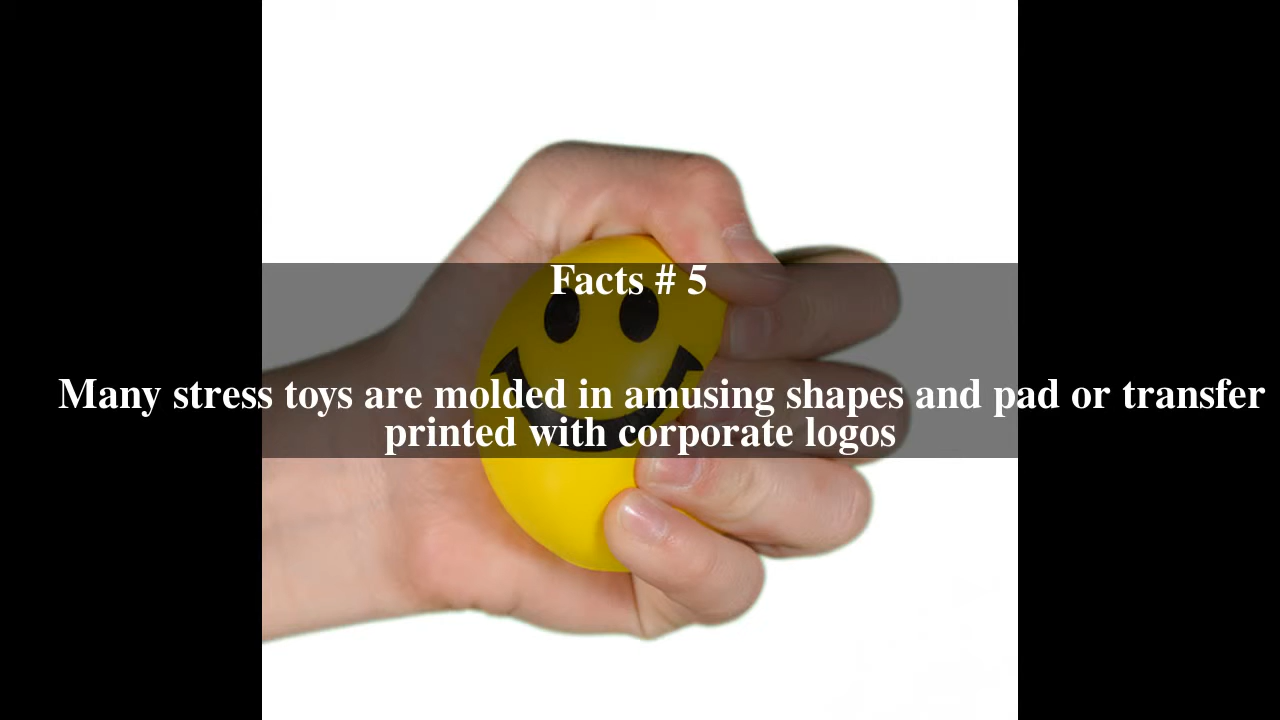 Facts # 5
Many stress toys are molded in amusing shapes and pad or transfer
printed with corporate logos